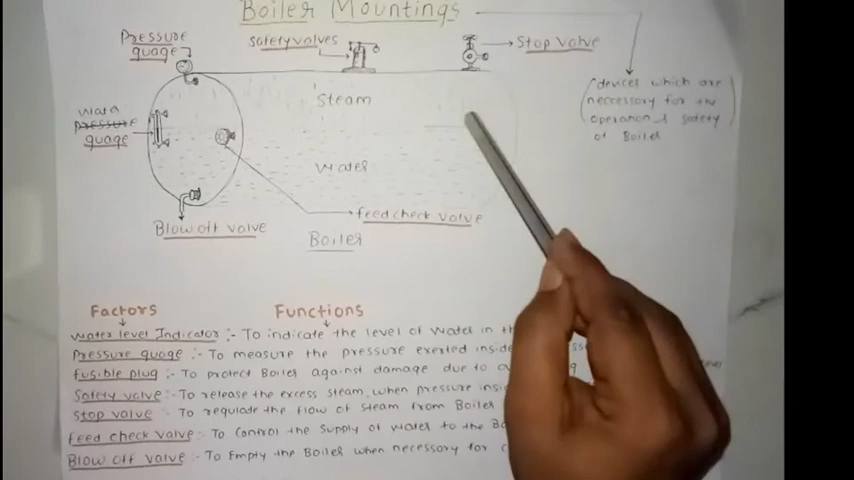 Boiler Mountings
Pressure
guage
safety valves
Stop valve
devices which are
neccessory for the
operation & safety
of Boiler
Steam
wata
pressure
guage
water
feed check valve
Blow off valve
Boiler
Factors Functions
water level Indicator :- To indicate the level of water in th
Pressure guage :- To measure the pressure exerted insid
fusible plug :- To protect Boiler against damage due to
Safety valve :- To release the excess steam, when pressure insi
Stop valve :- To regulade the flow of steam from Boiler
feed check valve :- To control the supply of water to the Bo
Blow off valve :- To Empty the Boiler when necessary for